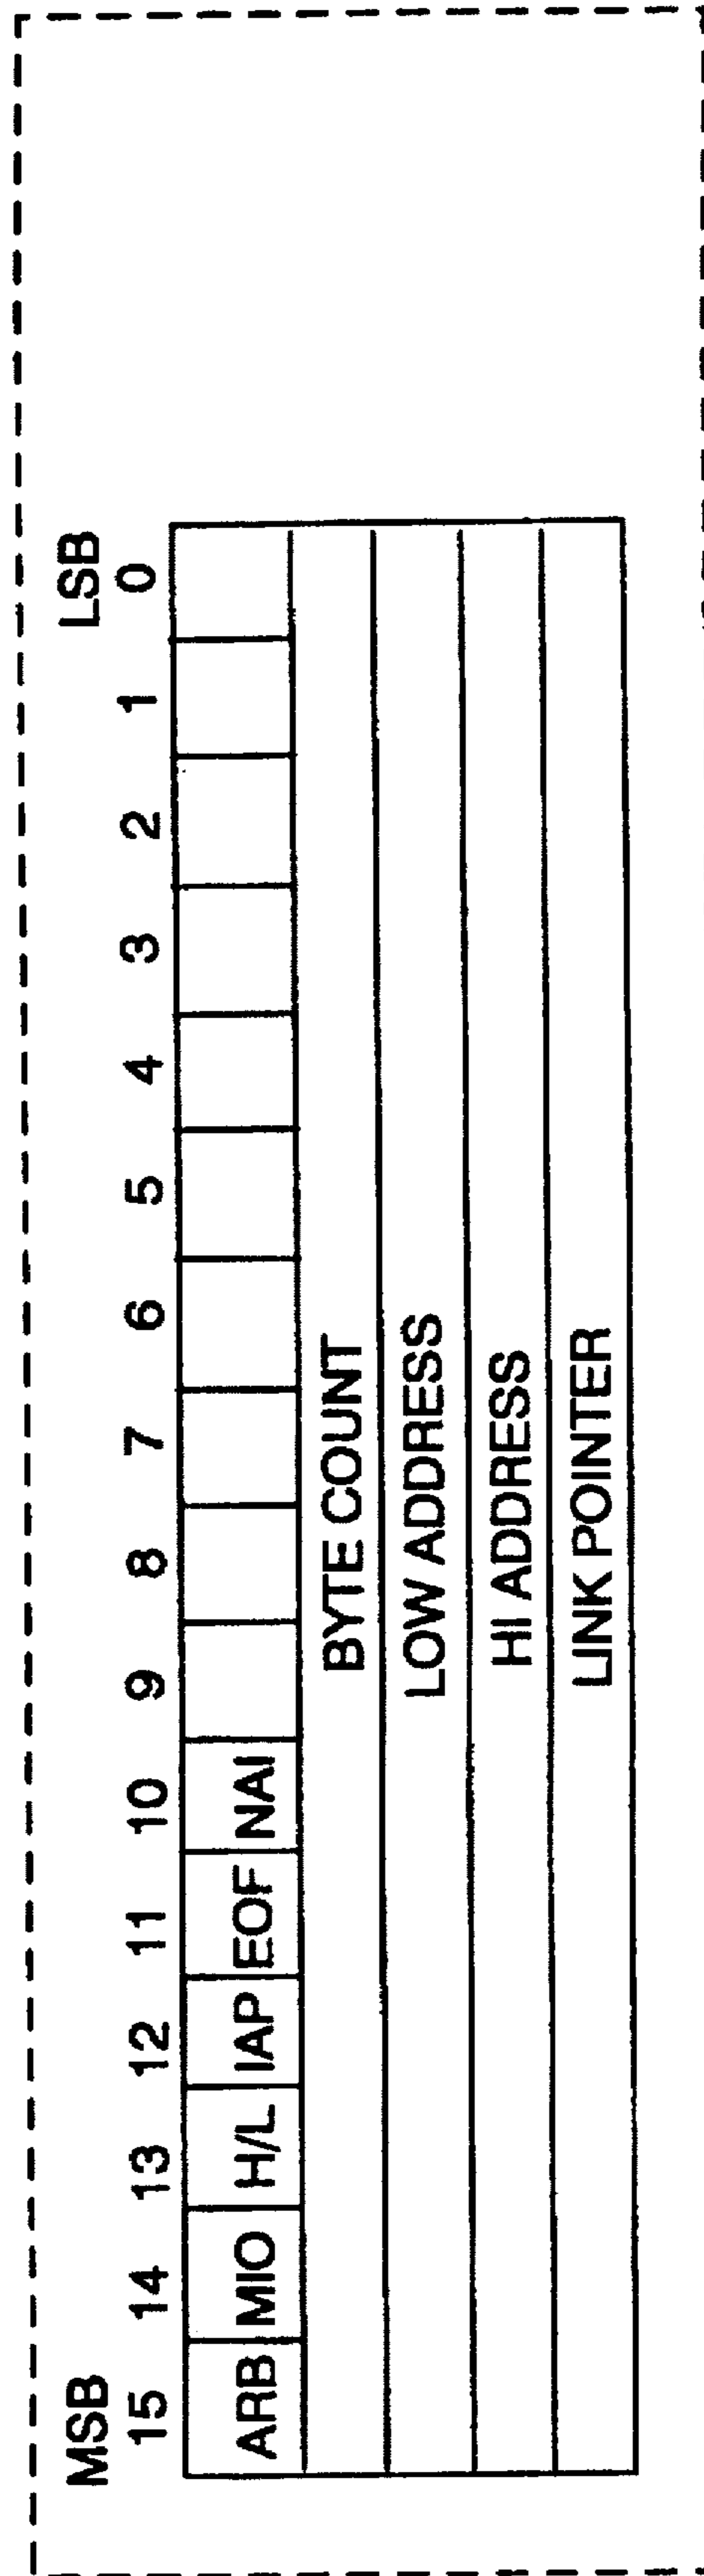 MSB LSB
15 14 13 12 11 10 9 8 7 6 5 4 3 2 1 0
ARB MIO H/L IAP EOF NAI
BYTE COUNT
LOW ADDRESS
HI ADDRESS
LINK POINTER